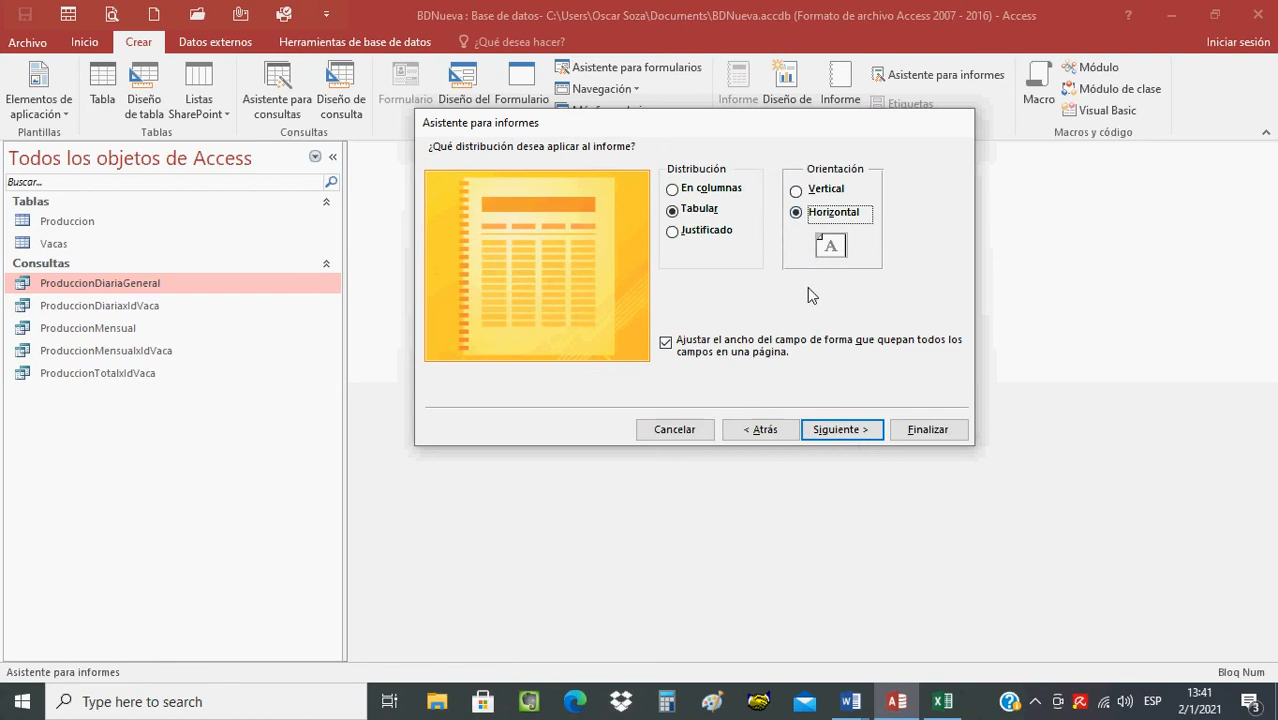 BDNueva : Base de datos- C:\Users\Oscar Soza\Documents\BDNueva.accdb (Formato de archivo Access 2007 - 2016) - Access
Archivo Inicio Crear Datos externos Herramientas de base de datos ¿Qué desea hacer? Iniciar sesión
Elementos de aplicación
Plantillas
Tabla
Diseño de tabla
Listas SharePoint
Tablas
Asistente para consultas
Diseño de consulta
Consultas
Formulario
Diseño del
Formulario
Asistente para formularios
Navegación
Informe
Diseño de
Informe
Asistente para informes
Etiquetas
Macro
Módulo
Módulo de clase
Visual Basic
Macros y código
Todos los objetos de Access
Buscar...
Tablas
Produccion
Vacas
Consultas
ProduccionDiariaGeneral
ProduccionDiariaxIdVaca
ProduccionMensual
ProduccionMensualxIdVaca
ProduccionTotalxIdVaca
Asistente para informes
¿Qué distribución desea aplicar al informe?
Distribución
En columnas
Tabular
Justificado
Orientación
Vertical
Horizontal
A
Ajustar el ancho del campo de forma que quepan todos los
campos en una página.
Cancelar
< Atrás
Siguiente >
Finalizar
Asistente para informes
Bloq Num
Type here to search
ESP
13:41
2/1/2021
3